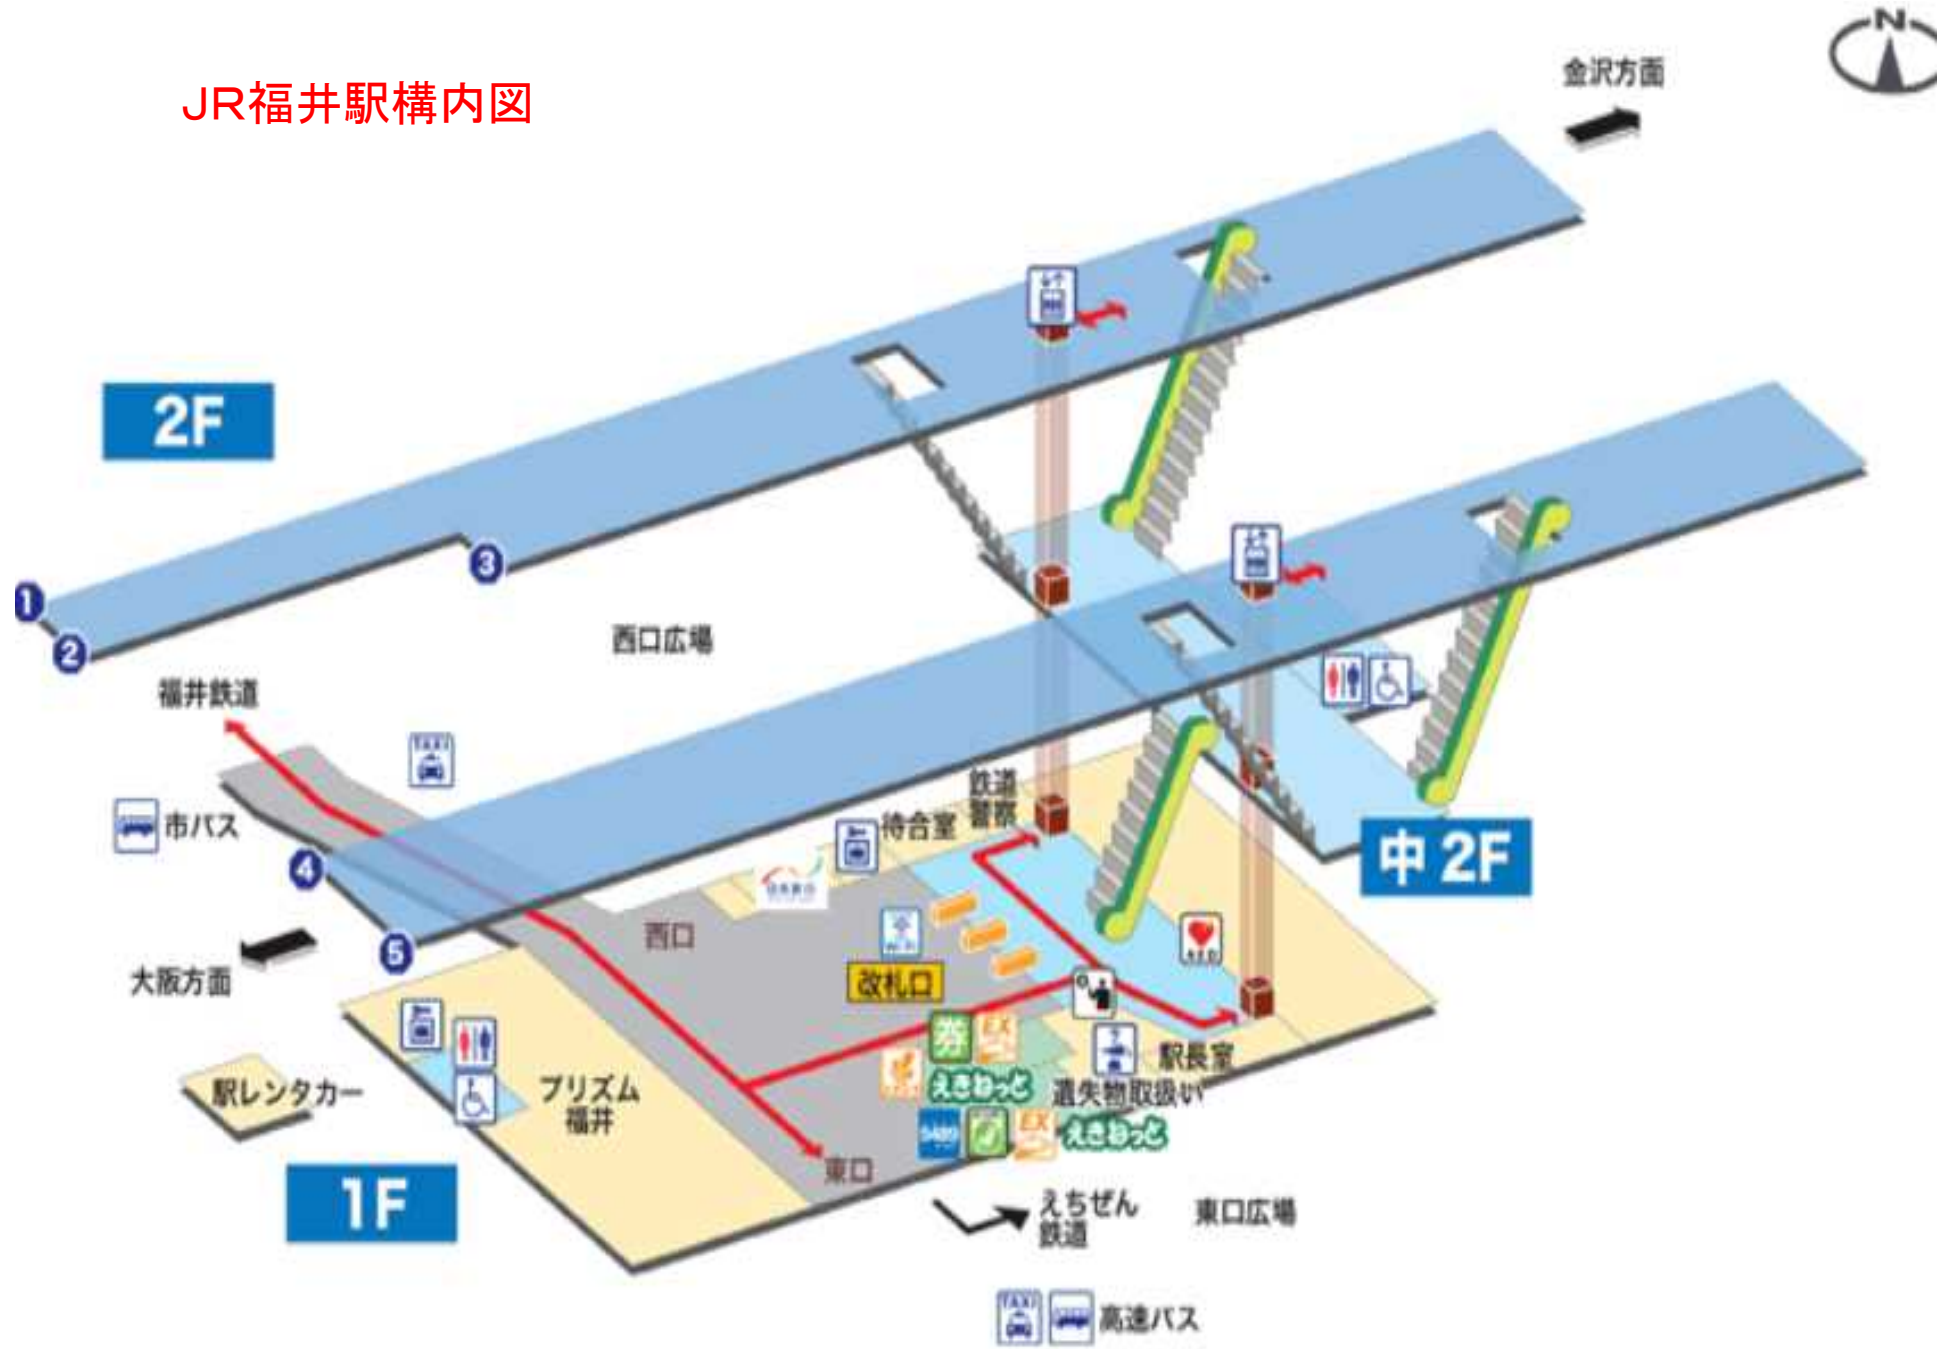 N
金沢方面
JR福井駅構内図
2F
1
2
3
西口広場
福井鉄道
TAXI
市バス
鉄道
警察
待合室
中2F
4
5
西口
大阪方面
改札口
AED
券
EX
えきねっと
駅長室
遺失物取扱い
駅レンタカー
プリズム
福井
5489
EX
えきねっと
1F
東口
えちぜん
鉄道
東口広場
TAXI
高速バス